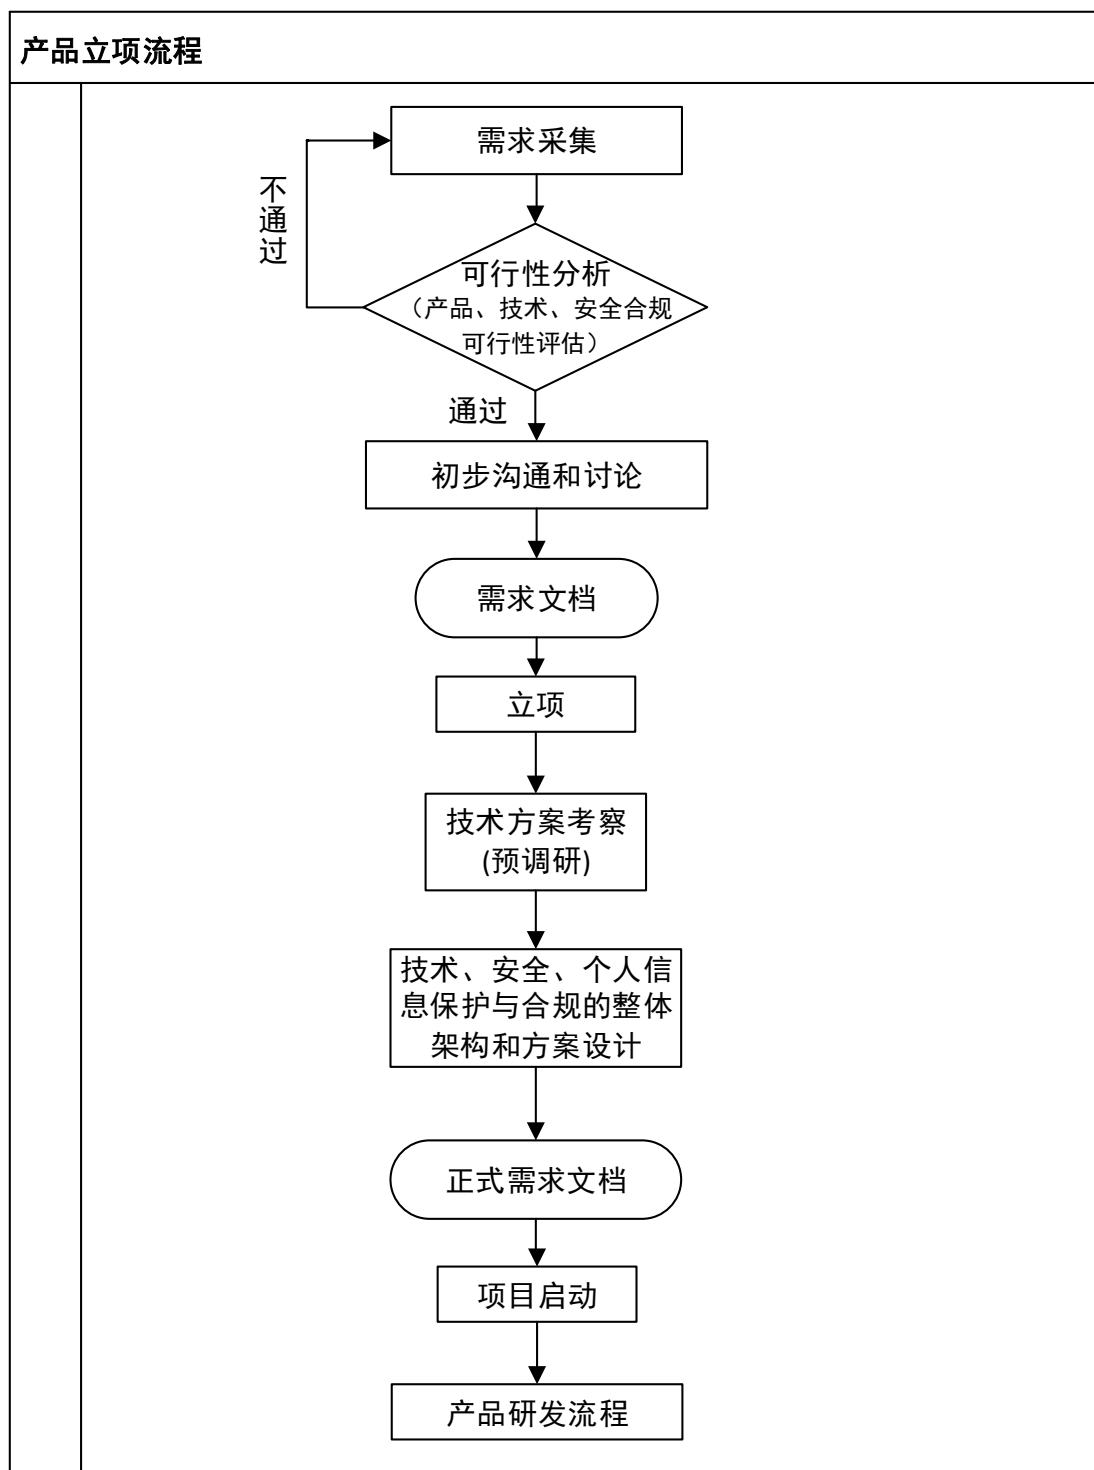 产品立项流程
需求采集
不通过
可行性分析
（产品、技术、安全合规
可行性评估）
通过
初步沟通和讨论
需求文档
立项
技术方案考察
(预调研)
技术、安全、个人信
息保护与合规的整体
架构和方案设计
正式需求文档
项目启动
产品研发流程